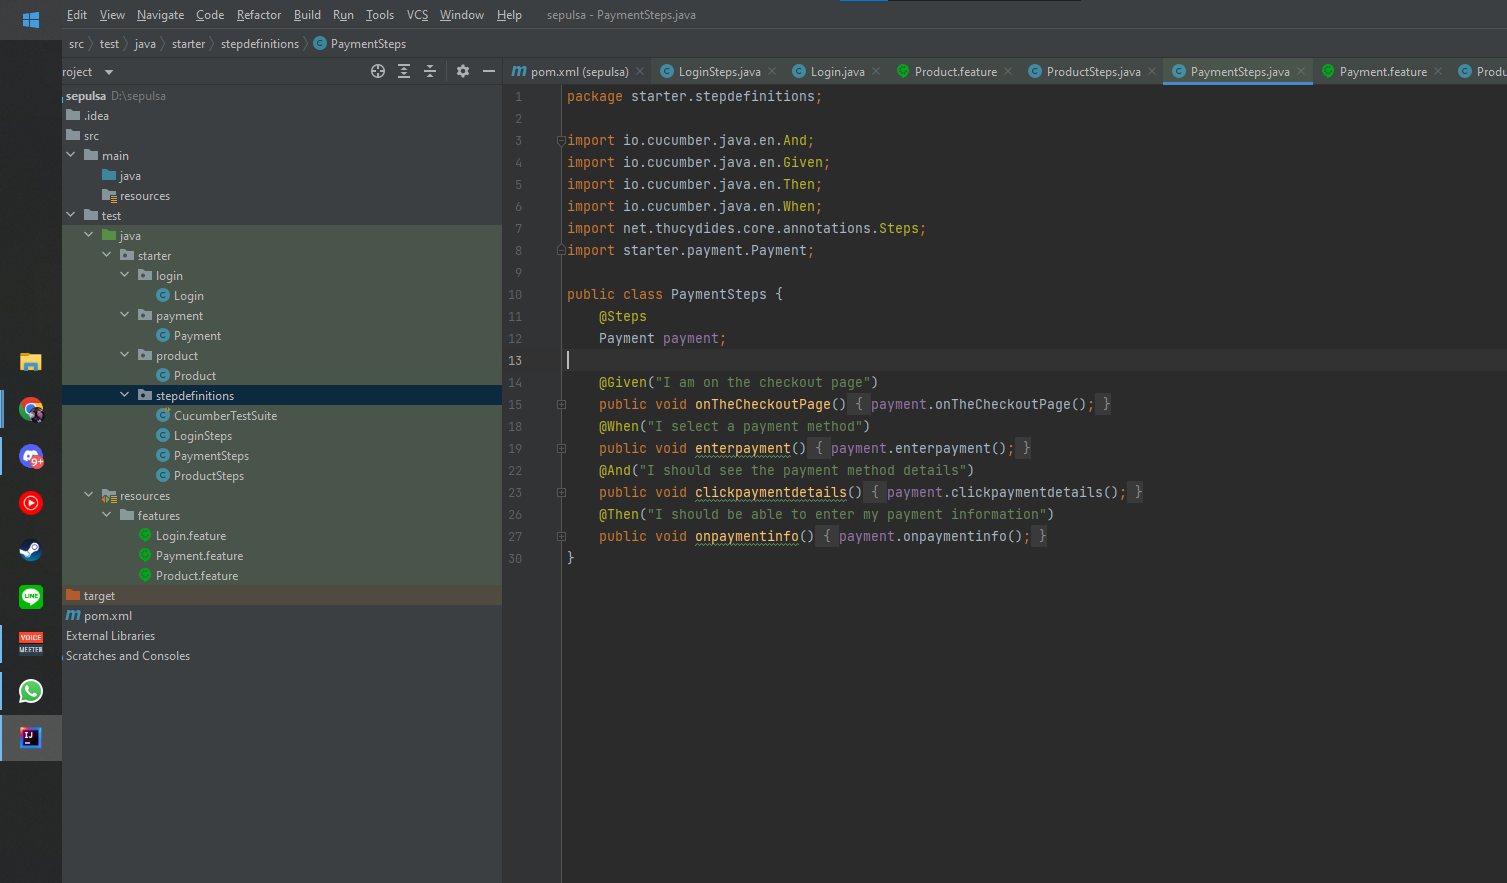 Edit View Navigate Code Refactor Build Run Tools VCS Window Help sepulsa - PaymentSteps.java
src test java starter stepdefinitions PaymentSteps
roject
pom.xml (sepulsa) LoginSteps.java Login.java Product.feature ProductSteps.java PaymentSteps.java Payment.feature Produ
sepulsa D:\sepulsa
.idea
src
main
java
resources
test
java
starter
login
Login
payment
Payment
product
Product
stepdefinitions
CucumberTestSuite
LoginSteps
PaymentSteps
ProductSteps
resources
features
Login.feature
Payment.feature
Product.feature
target
pom.xml
External Libraries
Scratches and Consoles
9+
LINE
VOICE
MEETER
IJ
1 package starter.stepdefinitions;
2
3 import io.cucumber.java.en.And;
4 import io.cucumber.java.en.Given;
5 import io.cucumber.java.en.Then;
6 import io.cucumber.java.en.When;
7 import net.thucydides.core.annotations.Steps;
8 import starter.payment.Payment;
9
10 public class PaymentSteps {
11 @Steps
12 Payment payment;
13
14 @Given("I am on the checkout page")
15 public void onTheCheckoutPage() { payment.onTheCheckoutPage(); }
18 @When("I select a payment method")
19 public void enterpayment() { payment.enterpayment(); }
22 @And("I should see the payment method details")
23 public void clickpaymentdetails() { payment.clickpaymentdetails(); }
26 @Then("I should be able to enter my payment information")
27 public void onpaymentinfo() { payment.onpaymentinfo(); }
30 }